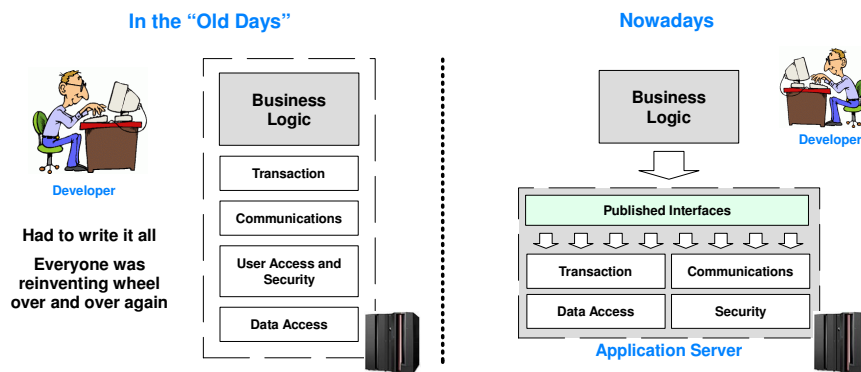 In the “Old Days”
Business
Logic
Developer
Transaction
Communications
User Access and
Security
Data Access
Had to write it all
Everyone was
reinventing wheel
over and over again
Nowadays
Business
Logic
Developer
Published Interfaces
Transaction
Communications
Data Access
Security
Application Server